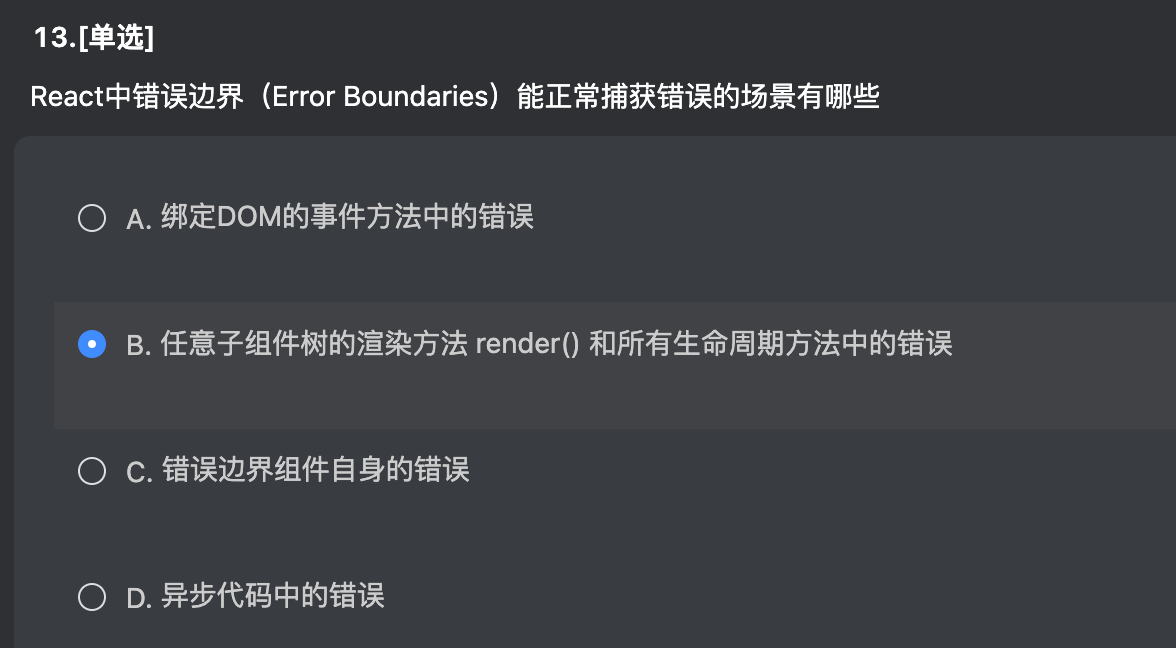 13.[单选]
React中错误边界（Error Boundaries）能正常捕获错误的场景有哪些
A. 绑定DOM的事件方法中的错误
B. 任意子组件树的渲染方法 render() 和所有生命周期方法中的错误
C. 错误边界组件自身的错误
D. 异步代码中的错误